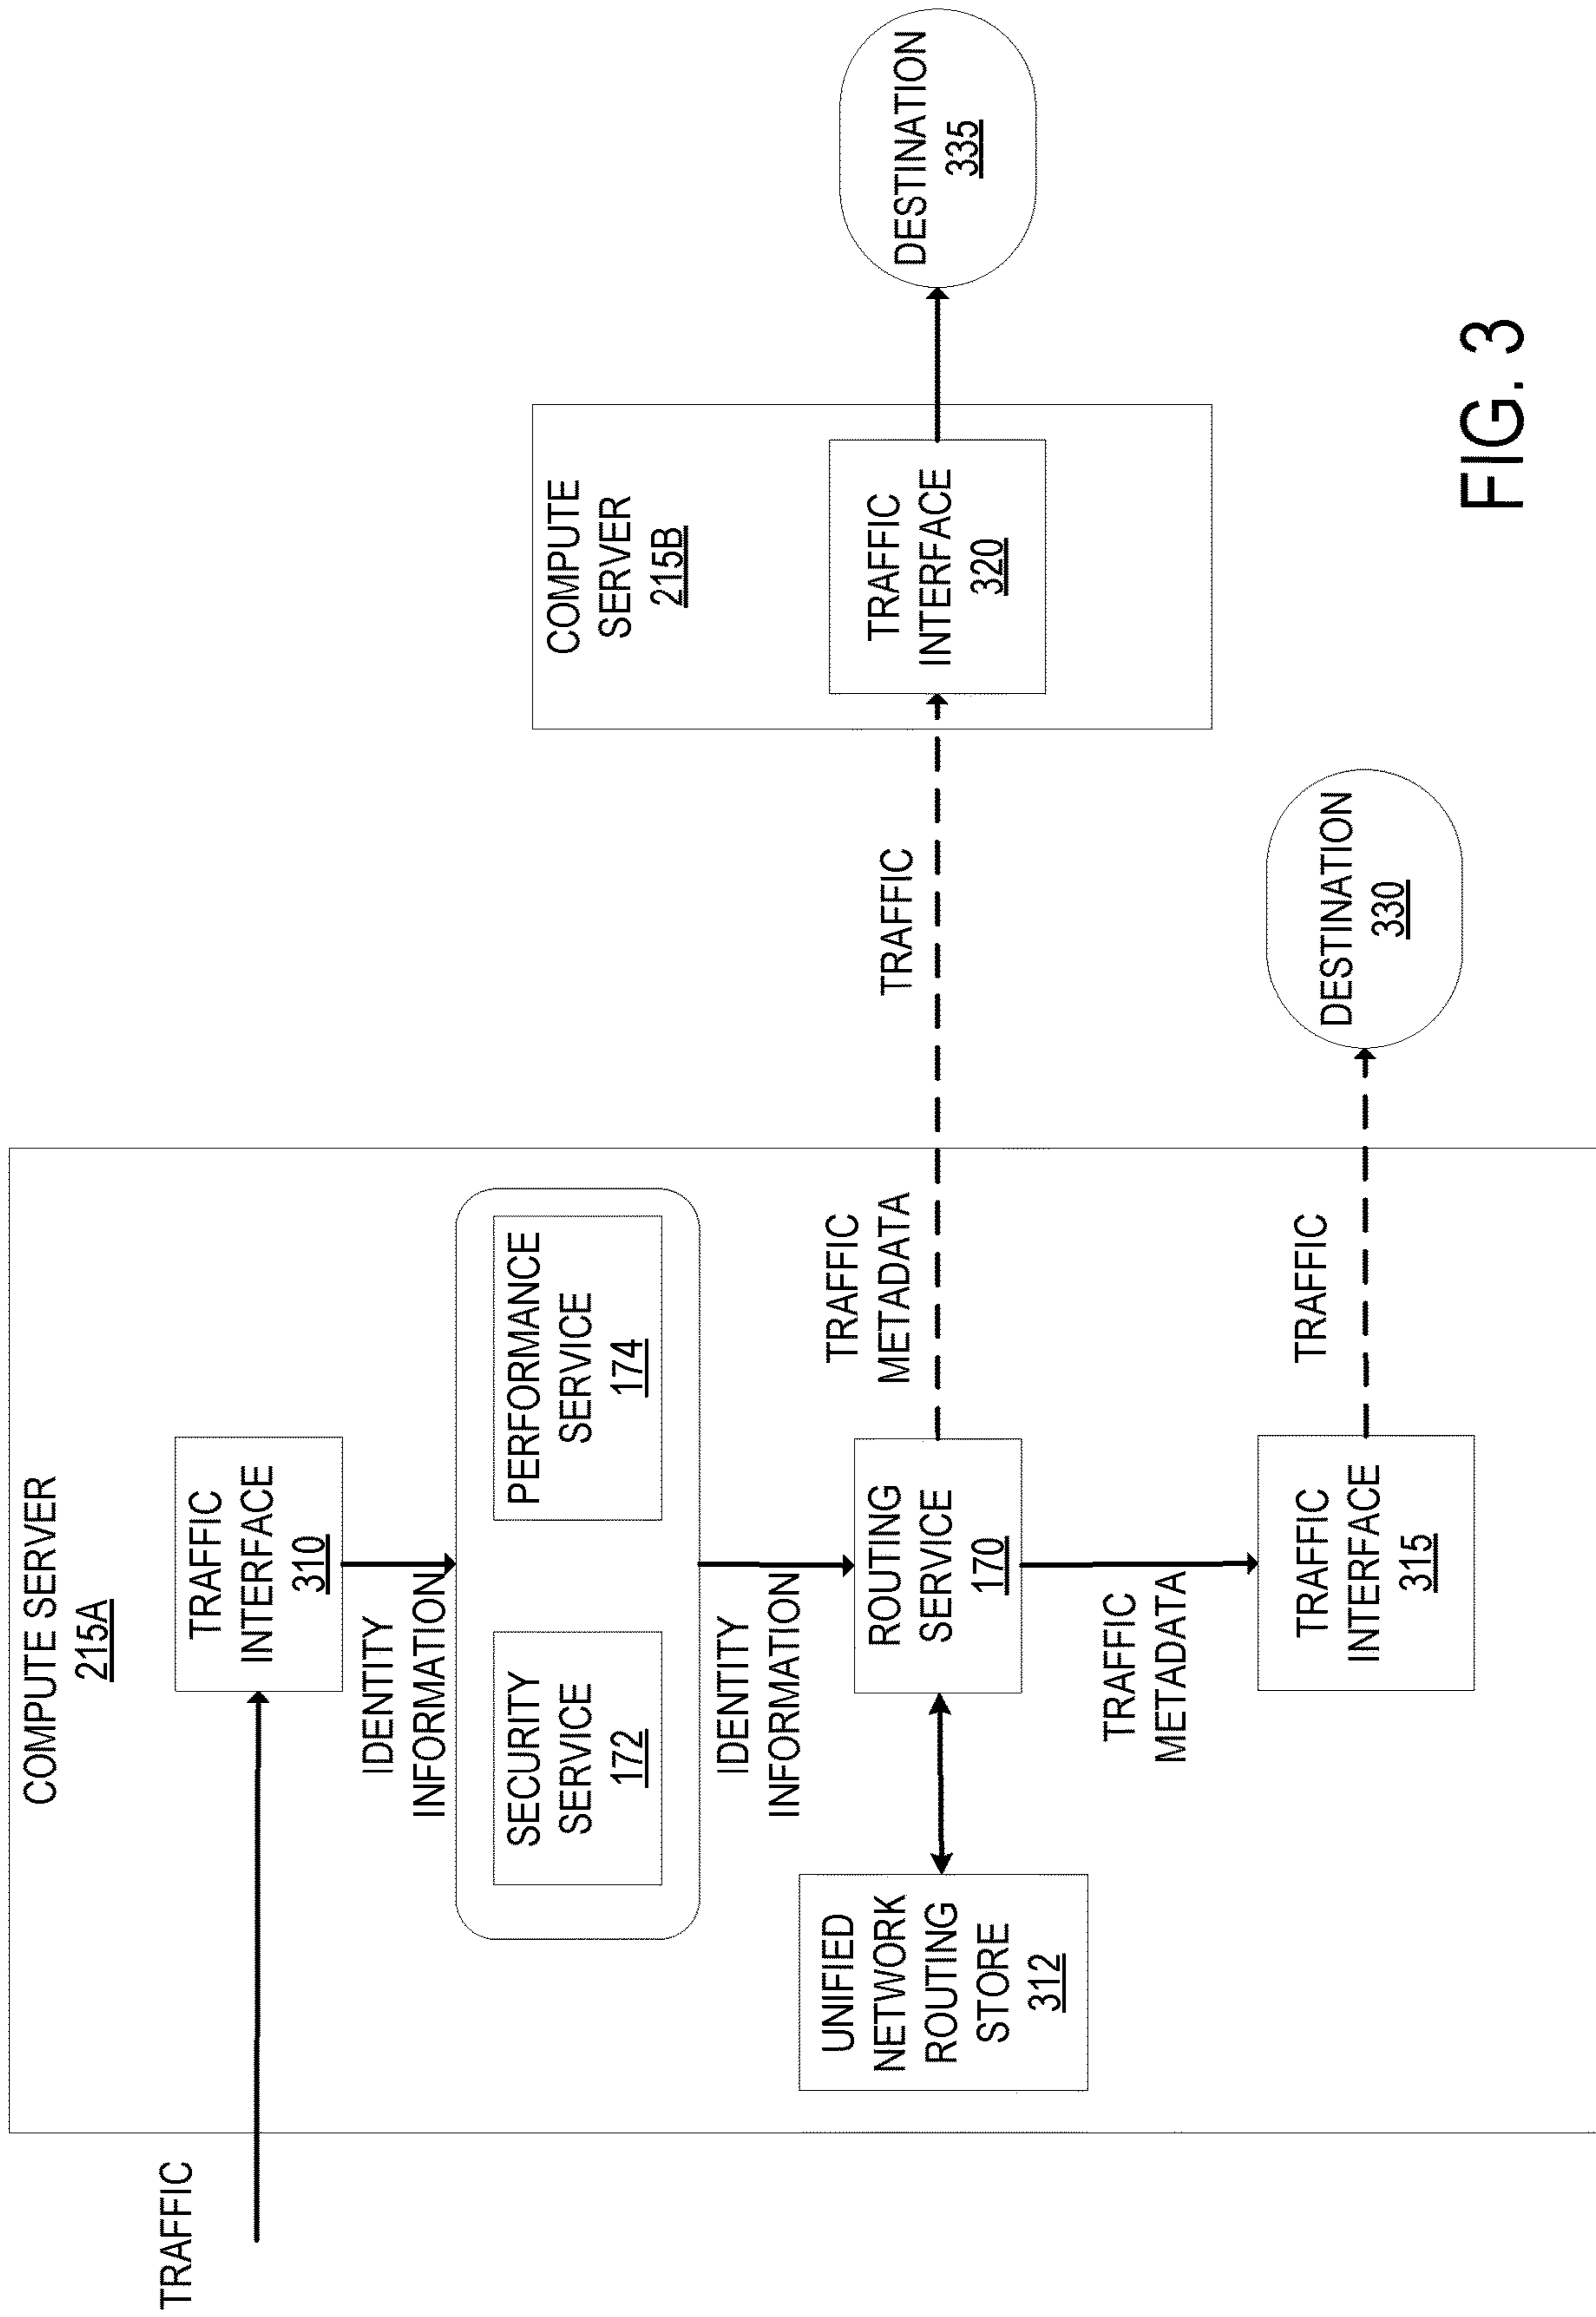 TRAFFIC
COMPUTE SERVER
215A
TRAFFIC
INTERFACE
310
IDENTITY
INFORMATION
SECURITY
SERVICE
172
PERFORMANCE
SERVICE
174
IDENTITY
INFORMATION
UNIFIED
NETWORK
ROUTING
STORE
312
ROUTING
SERVICE
170
TRAFFIC
METADATA
TRAFFIC
COMPUTE
SERVER
215B
TRAFFIC
INTERFACE
320
DESTINATION
335
TRAFFIC
METADATA
TRAFFIC
INTERFACE
315
TRAFFIC
DESTINATION
330
FIG. 3